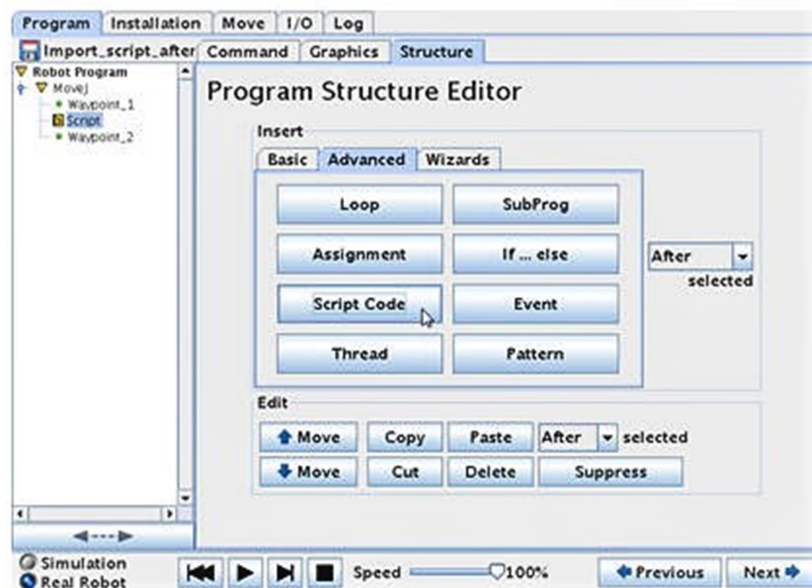 Program Installation Move I/O Log
Import_script_after Command Graphics Structure
Robot Program
MoveJ
Waypoint_1
Script
Waypoint_2
Program Structure Editor
Insert
Basic Advanced Wizards
Loop SubProg
Assignment If ... else
After
selected
Script Code Event
Thread Pattern
Edit
Move Copy Paste After selected
Move Cut Delete Suppress
Simulation
Real Robot
Speed 100% Previous Next